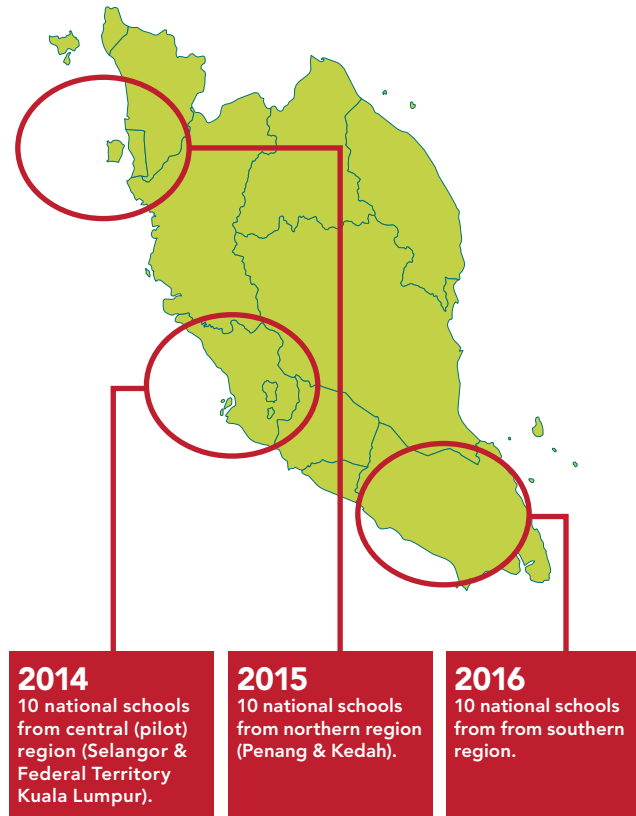 2014
10 national schools
from central (pilot)
region (Selangor &
Federal Territory
Kuala Lumpur).
2015
10 national schools
from northern region
(Penang & Kedah).
2016
10 national schools
from from southern
region.